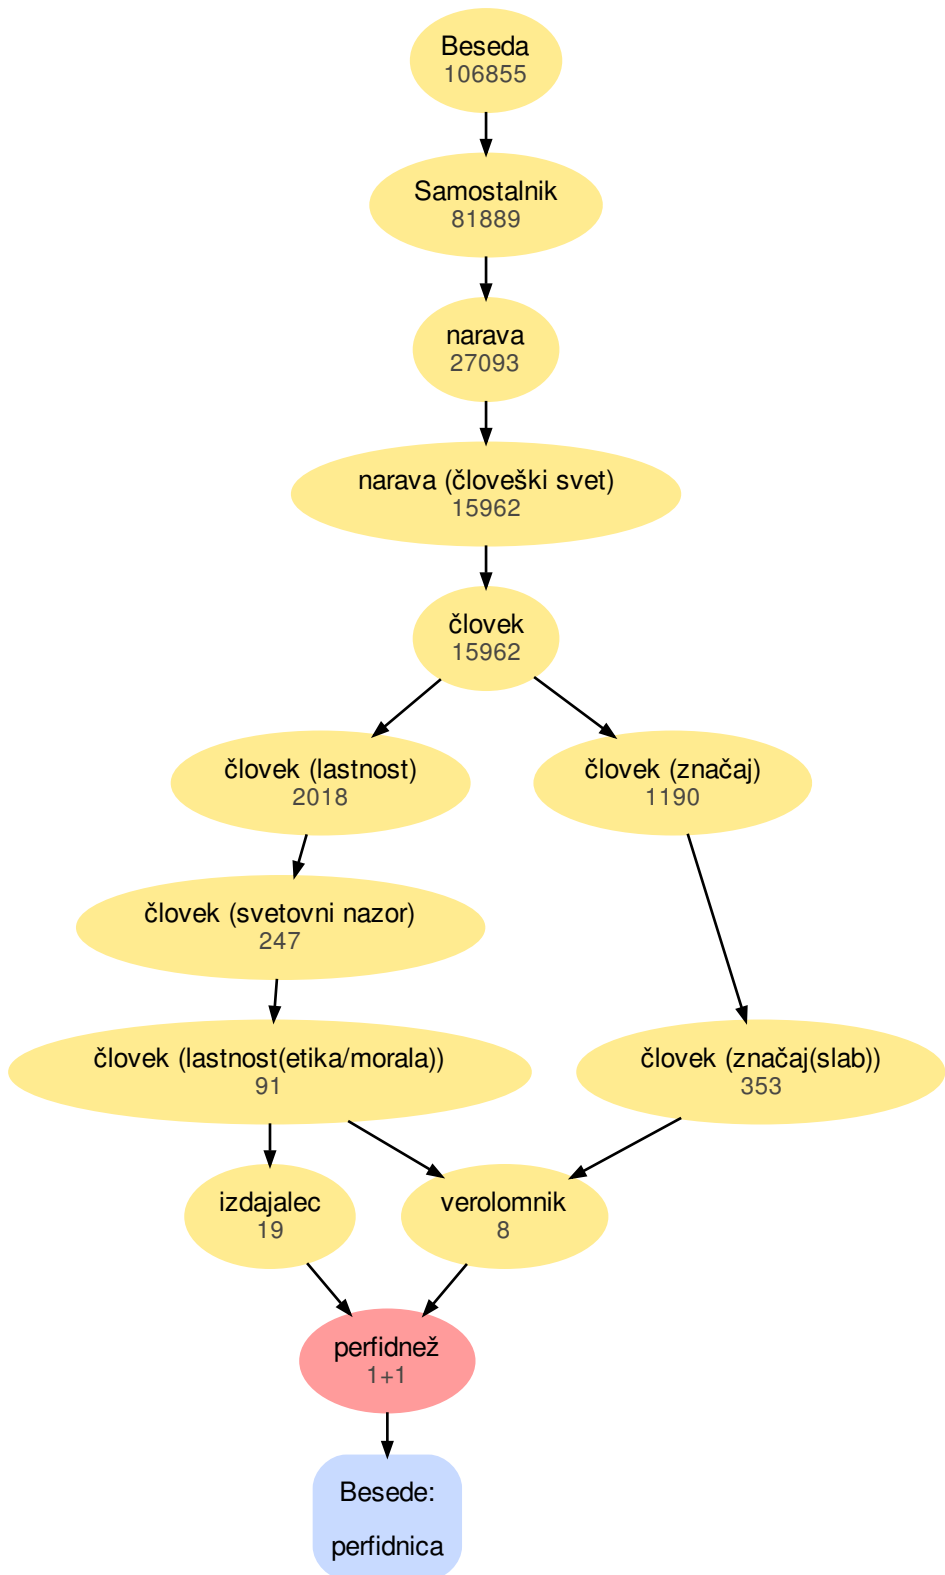 Beseda
106855
Samostalnik
81889
narava
27093
narava (človeški svet)
15962
človek
15962
človek (lastnost)
2018
človek (značaj)
1190
človek (svetovni nazor)
247
človek (lastnost(etika/morala))
91
človek (značaj(slab))
353
izdajalec
19
verolomnik
8
perfidnež
1+1
Besede:
perfidnica